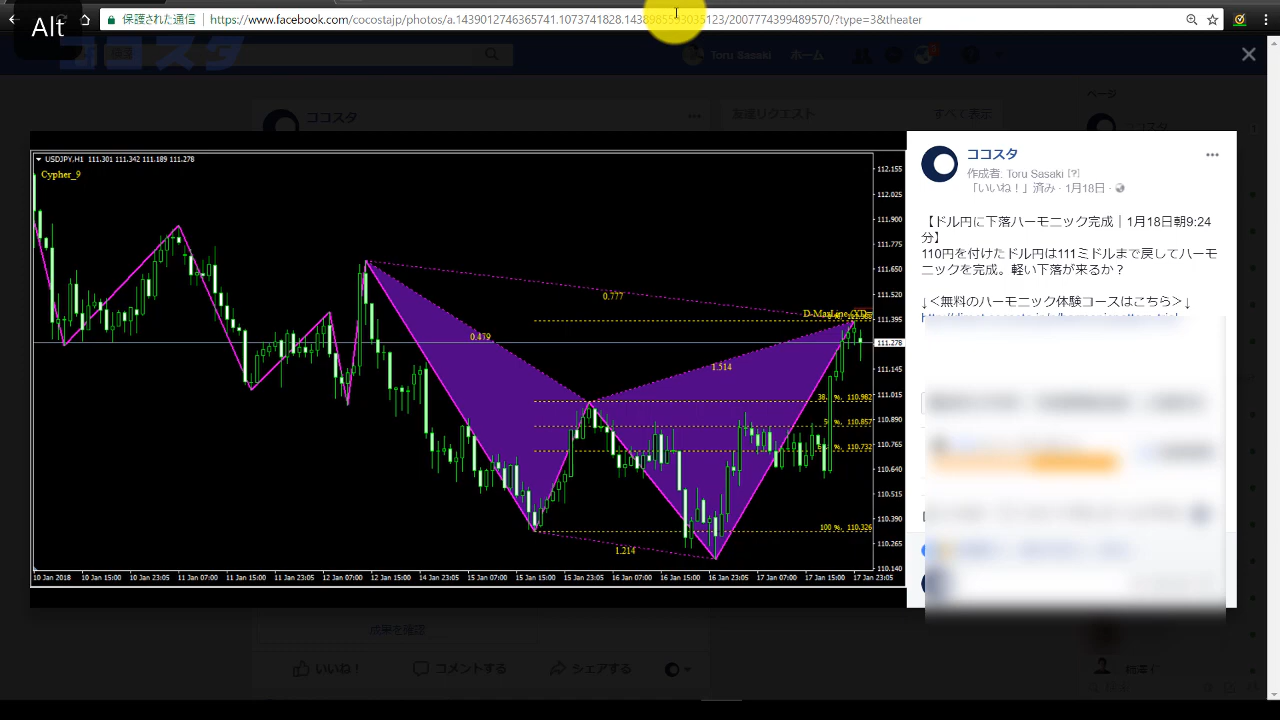 Alt
保護された通信
https://www.facebook.com/cocostajp/photos/a.1439012746365741.1073741828.1438985593035123/2007774399489570/?type=3&theater
ココスタ
検索
Toru Sasaki
ホーム
ココスタ
友達リクエスト
すべて表示
ページ
USDJPY,H1 111.301 111.342 111.189 111.278
Cypher_9
0.777
0.479
1.514
1.214
38. %, 110.982
5 %, 110.857
%, 110.732
100 %, 110.326
112.155
112.025
111.900
111.775
111.650
111.520
111.395
111.278
111.145
111.015
110.890
110.765
110.640
110.515
110.390
110.265
110.140
10 Jan 2018
10 Jan 15:00
10 Jan 23:05
11 Jan 07:00
11 Jan 15:00
11 Jan 23:05
12 Jan 07:00
12 Jan 15:00
14 Jan 23:05
15 Jan 07:00
15 Jan 15:00
15 Jan 23:05
16 Jan 07:00
16 Jan 15:00
16 Jan 23:05
17 Jan 07:00
17 Jan 15:00
17 Jan 23:05
ココスタ
作成者: Toru Sasaki [?]
「いいね！」済み · 1月18日 ·
【ドル円に下落ハーモニック完成｜1月18日朝9:24
分】
110円を付けたドル円は111ミドルまで戻してハーモ
ニックを完成。軽い下落が来るか？
↓＜無料のハーモニック体験コースはこちら＞↓
成果を確認
いいね！
コメントする
シェアする